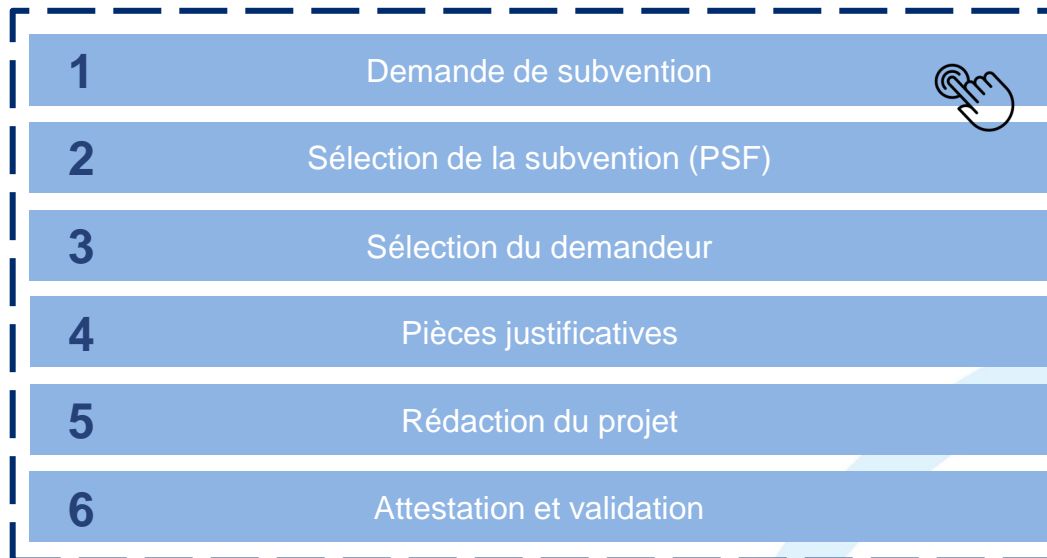 1 Demande de subvention
2 Sélection de la subvention (PSF)
3 Sélection du demandeur
4 Pièces justificatives
5 Rédaction du projet
6 Attestation et validation